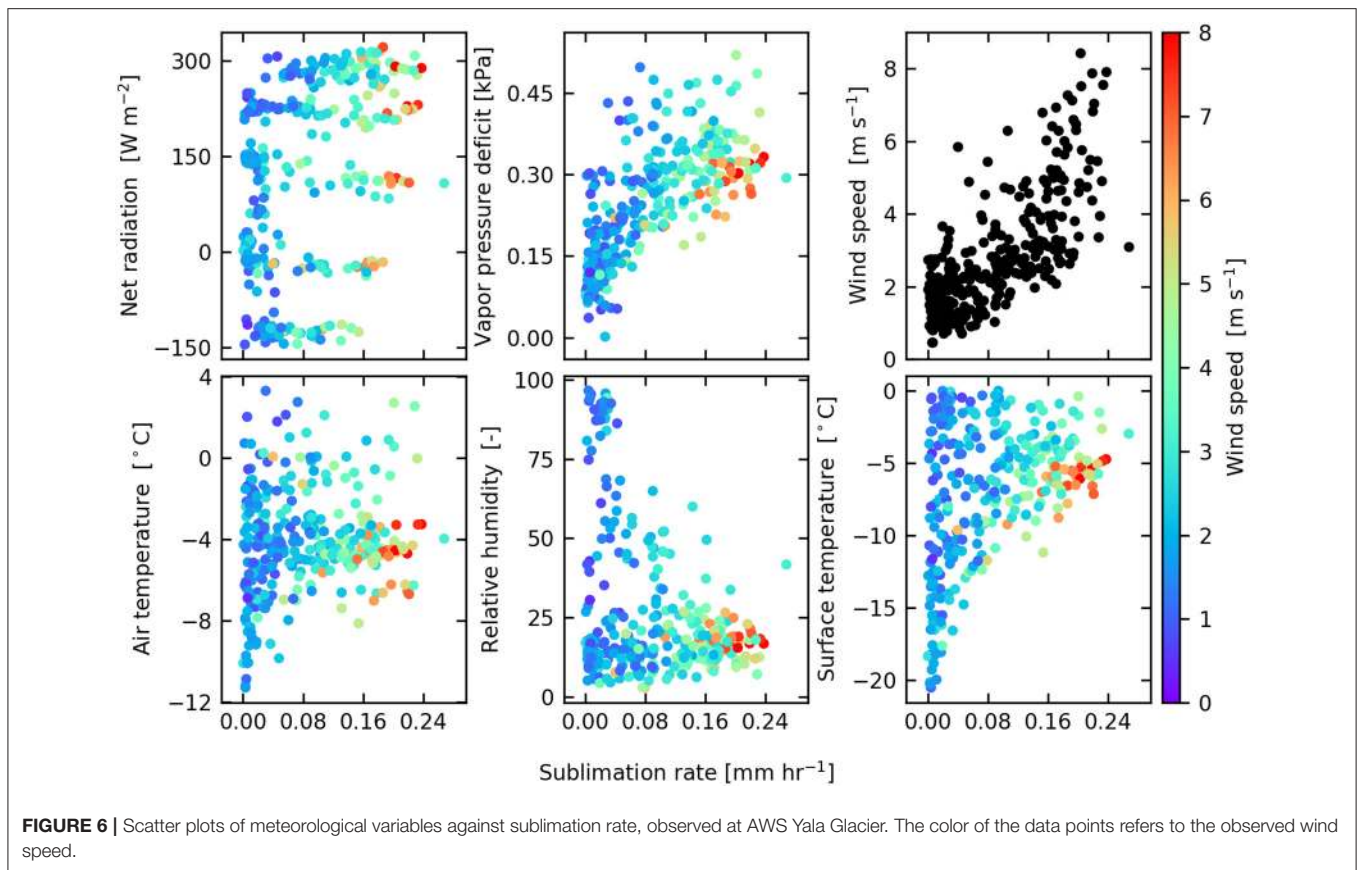 Net radiation [W m⁻²]
300
150
0
−150
Vapor pressure deficit [kPa]
0.45
0.30
0.15
0.00
Wind speed [m s⁻¹]
8
6
4
2
0
8
7
6
5
4
3
2
1
0
Wind speed [m s⁻¹]
Air temperature [°C]
4
0
−4
−8
−12
0.00 0.08 0.16 0.24
Relative humidity [-]
100
75
50
25
0
0.00 0.08 0.16 0.24
Surface temperature [°C]
0
−5
−10
−15
−20
0.00 0.08 0.16 0.24
Sublimation rate [mm hr⁻¹]
FIGURE 6 | Scatter plots of meteorological variables against sublimation rate, observed at AWS Yala Glacier. The color of the data points refers to the observed wind
speed.